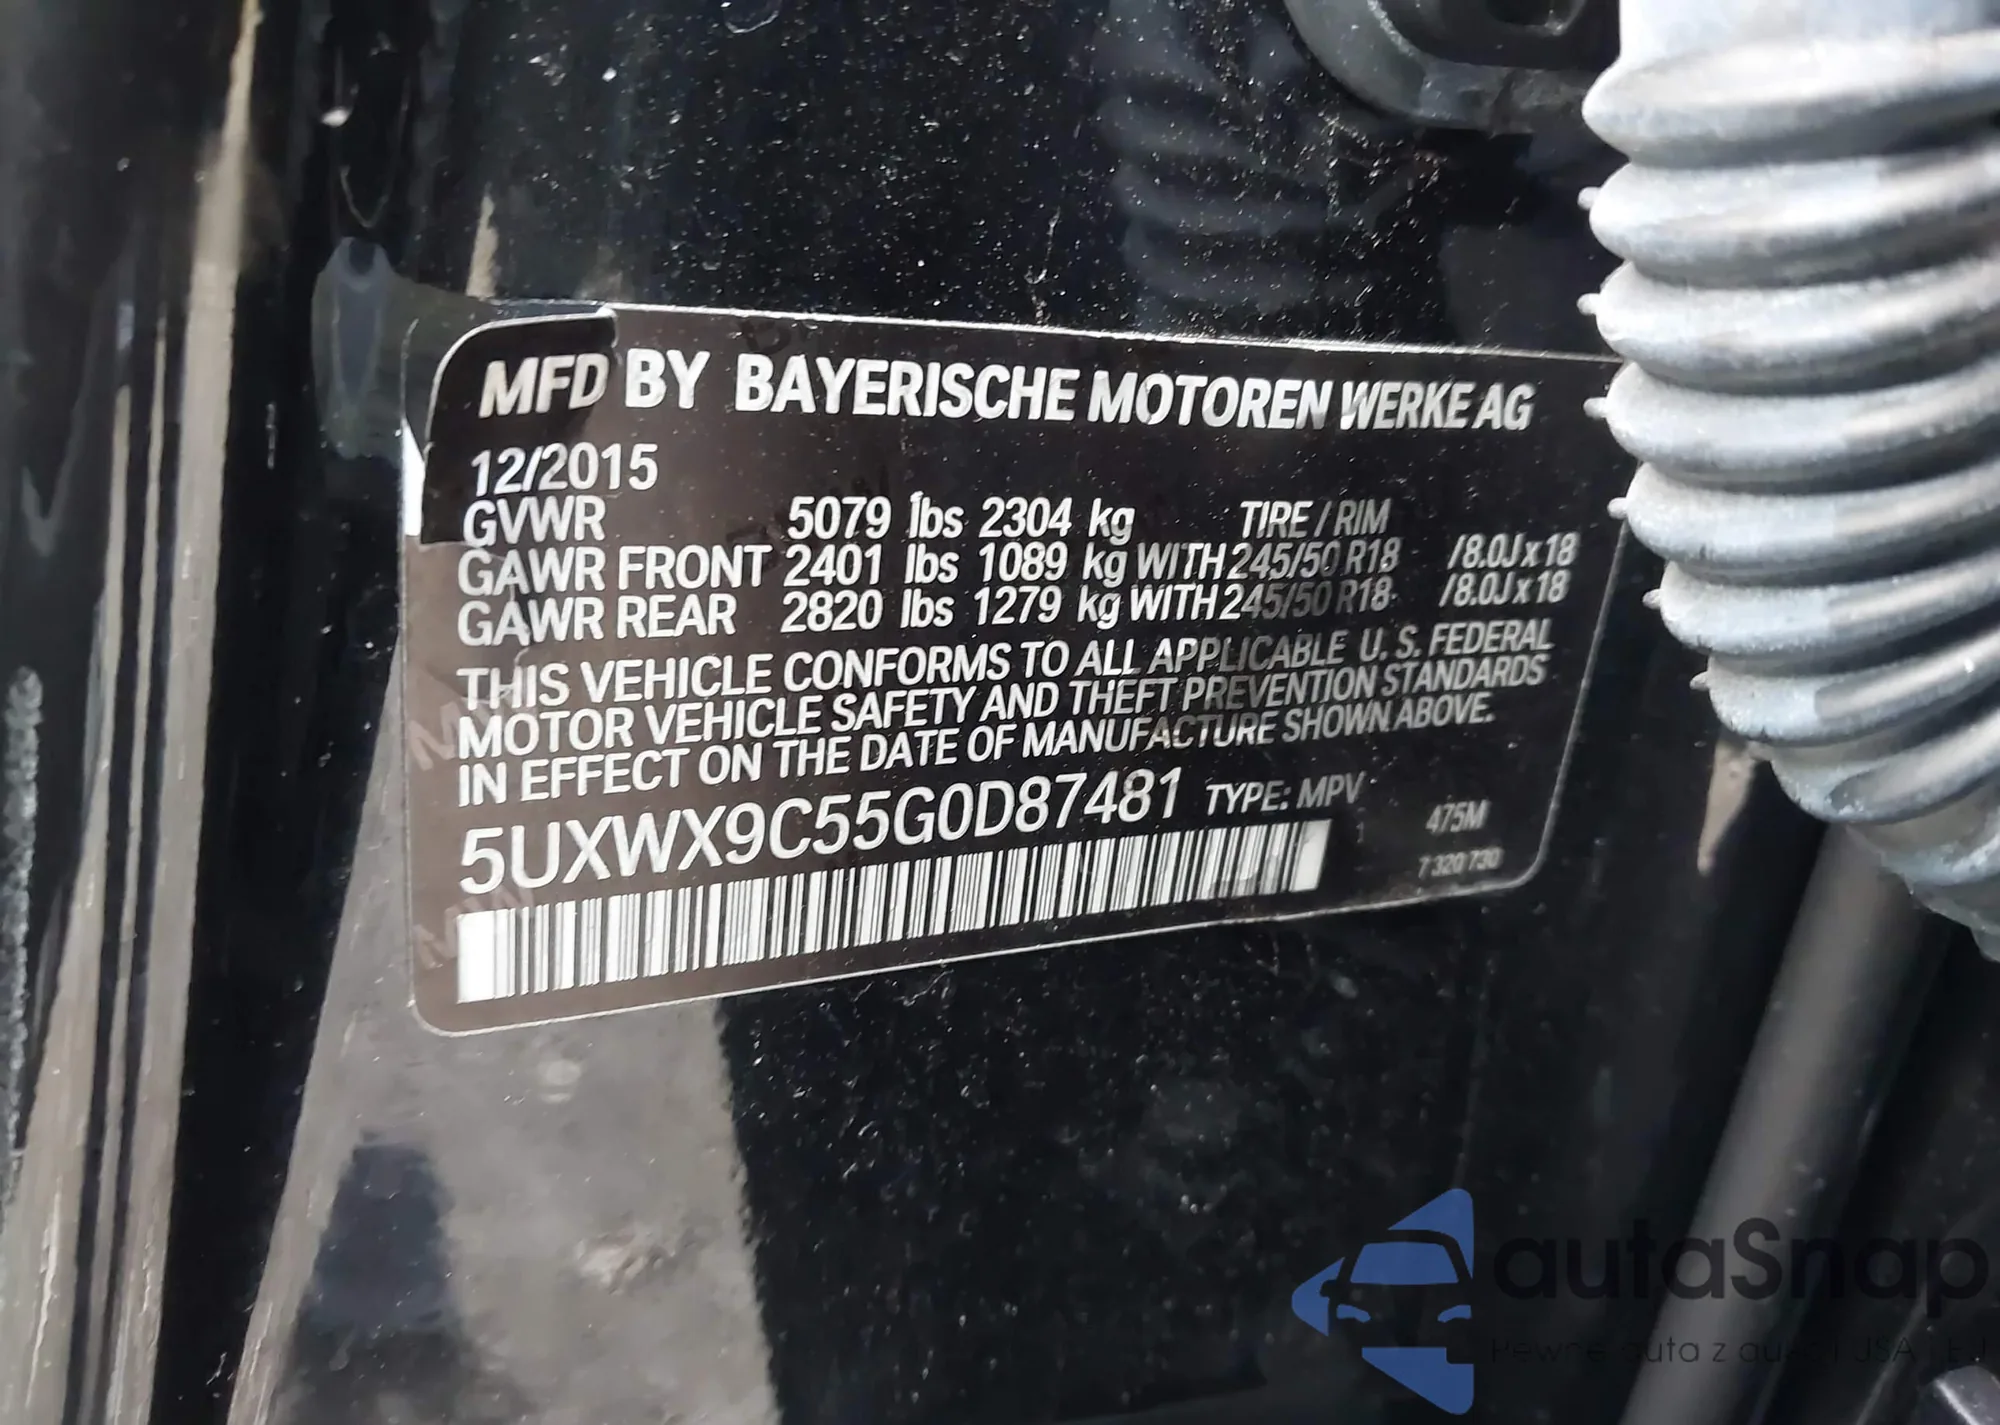 MFD BY BAYERISCHE MOTOREN WERKE AG
12/2015
GVWR 5079 lbs 2304 kg TIRE / RIM
GAWR FRONT 2401 lbs 1089 kg WITH 245/50 R18 /8.0J x 18
GAWR REAR 2820 lbs 1279 kg WITH 245/50 R18 /8.0J x 18
THIS VEHICLE CONFORMS TO ALL APPLICABLE U. S. FEDERAL
MOTOR VEHICLE SAFETY AND THEFT PREVENTION STANDARDS
IN EFFECT ON THE DATE OF MANUFACTURE SHOWN ABOVE.
5UXWX9C55G0D87481 TYPE: MPV
475M
7 320 730
autaSnap
Pewne auta z